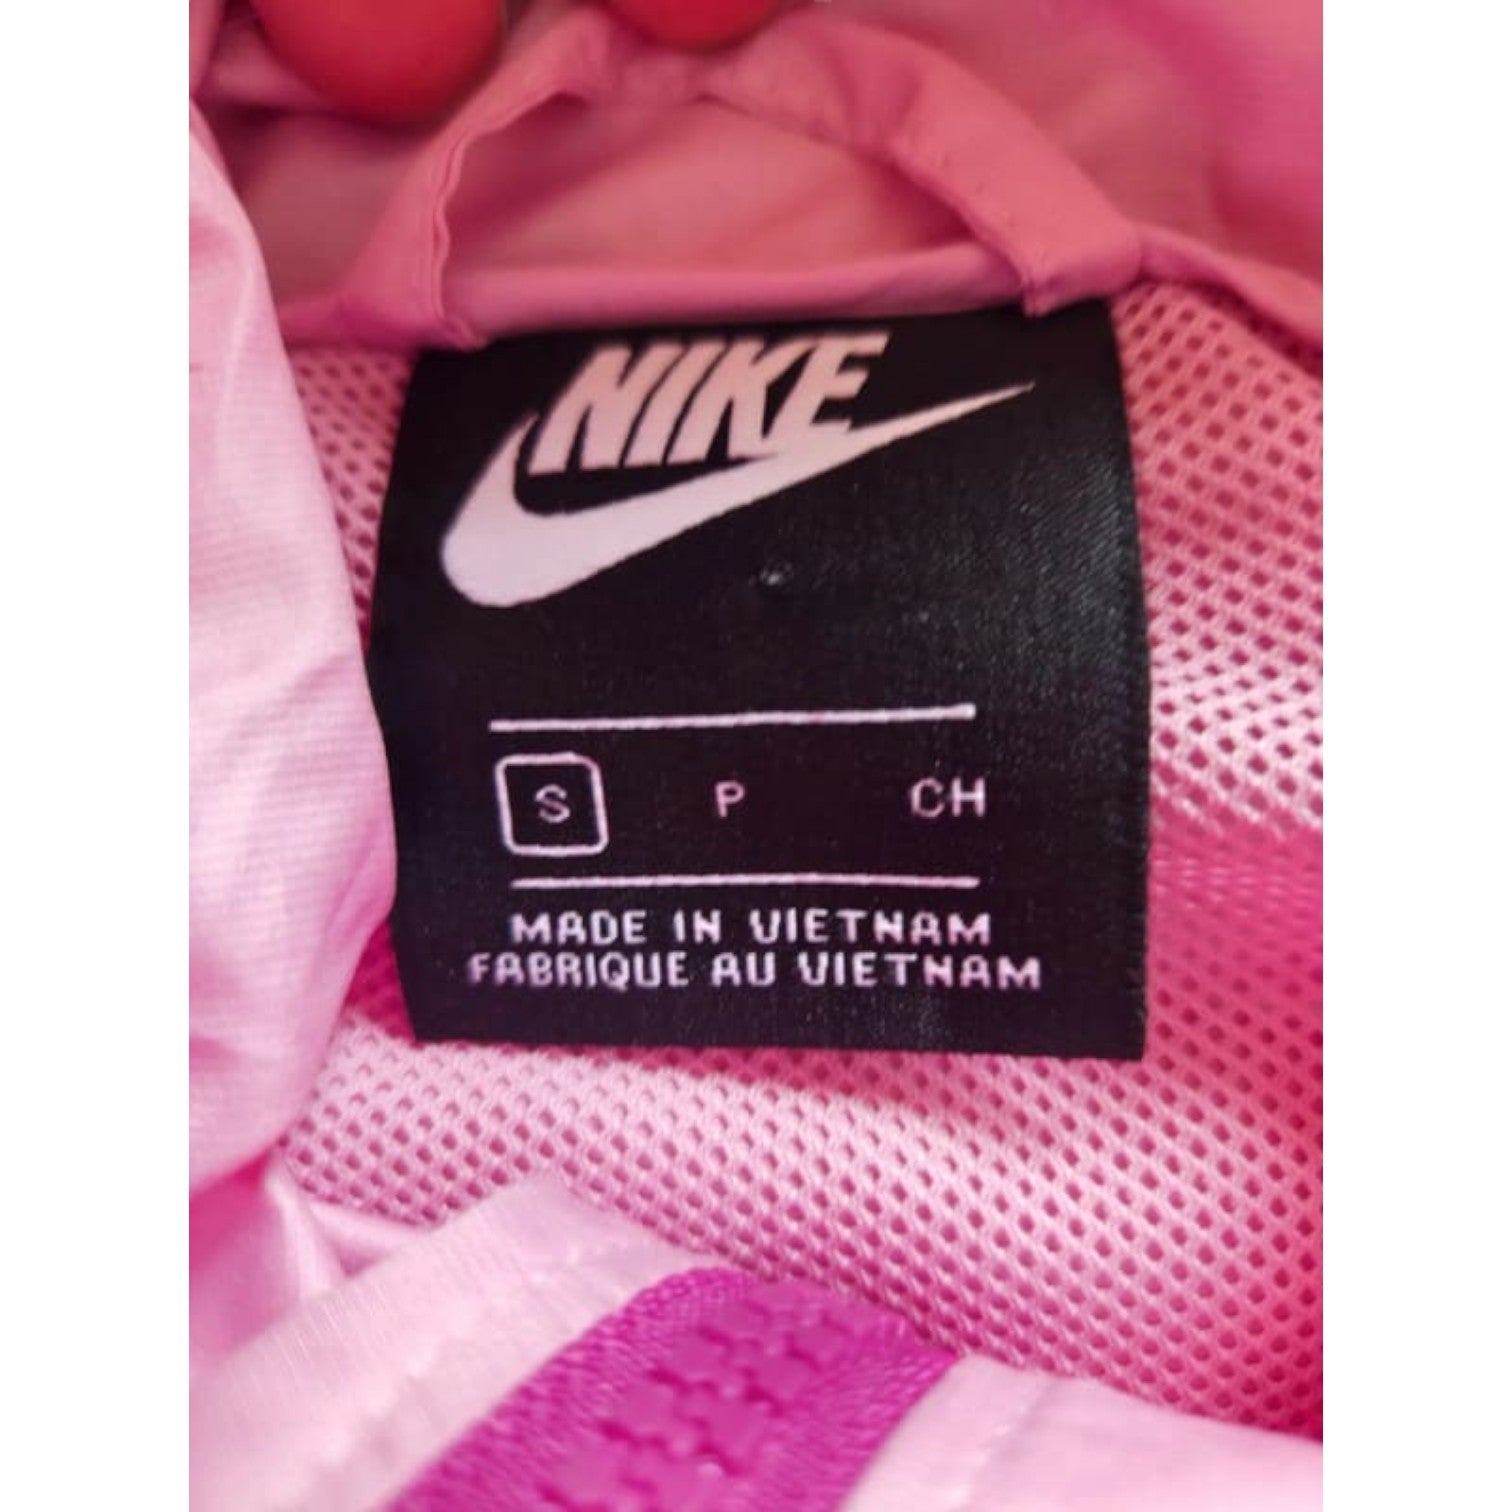 NIKE
S P CH
MADE IN VIETNAM
FABRIQUE AU VIETNAM